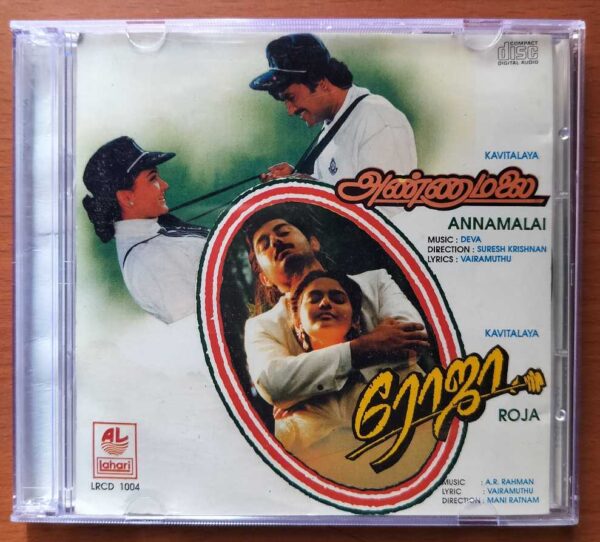 COMPACT
disc
DIGITAL AUDIO
KAVITALAYA
அண்ணாமலை
ANNAMALAI
MUSIC : DEVA
DIRECTION : SURESH KRISHNAN
LYRICS : VAIRAMUTHU
KAVITALAYA
ரோஜா
ROJA
AL
lahari
LRCD 1004
MUSIC : A.R. RAHMAN
LYRIC : VAIRAMUTHU
DIRECTION : MANI RATNAM